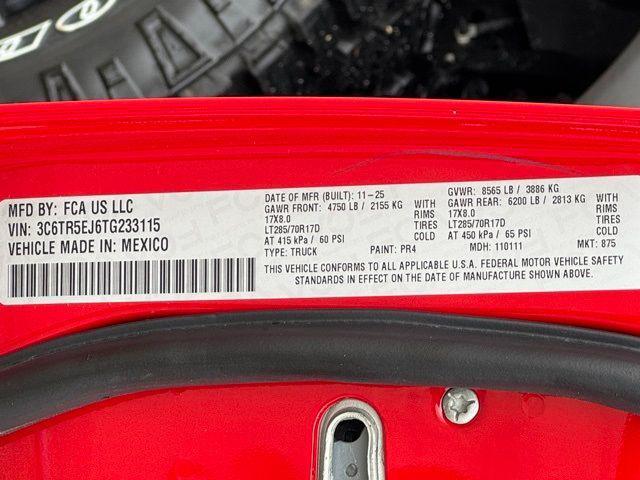 MFD BY: FCA US LLC
VIN: 3C6TR5EJ6TG233115
VEHICLE MADE IN: MEXICO
DATE OF MFR (BUILT): 11-25
GAWR FRONT: 4750 LB / 2155 KG WITH
17X8.0 RIMS
LT285/70R17D TIRES
AT 415 kPa / 60 PSI COLD
GVWR: 8565 LB / 3886 KG
GAWR REAR: 6200 LB / 2813 KG WITH
17X8.0 RIMS
LT285/70R17D TIRES
AT 450 kPa / 65 PSI COLD
TYPE: TRUCK PAINT: PR4 MDH: 110111 MKT: 875
THIS VEHICLE CONFORMS TO ALL APPLICABLE U.S.A. FEDERAL MOTOR VEHICLE SAFETY
STANDARDS IN EFFECT ON THE DATE OF MANUFACTURE SHOWN ABOVE.